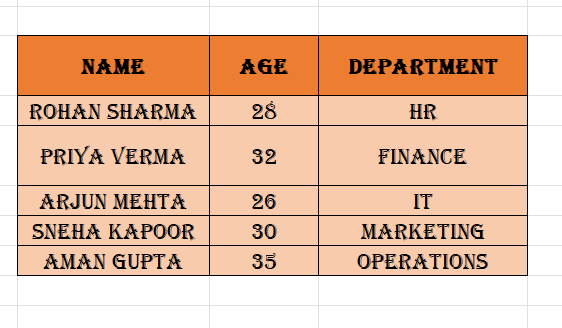 NAME AGE DEPARTMENT
ROHAN SHARMA 28 HR
PRIYA VERMA 32 FINANCE
ARJUN MEHTA 26 IT
SNEHA KAPOOR 30 MARKETING
AMAN GUPTA 35 OPERATIONS